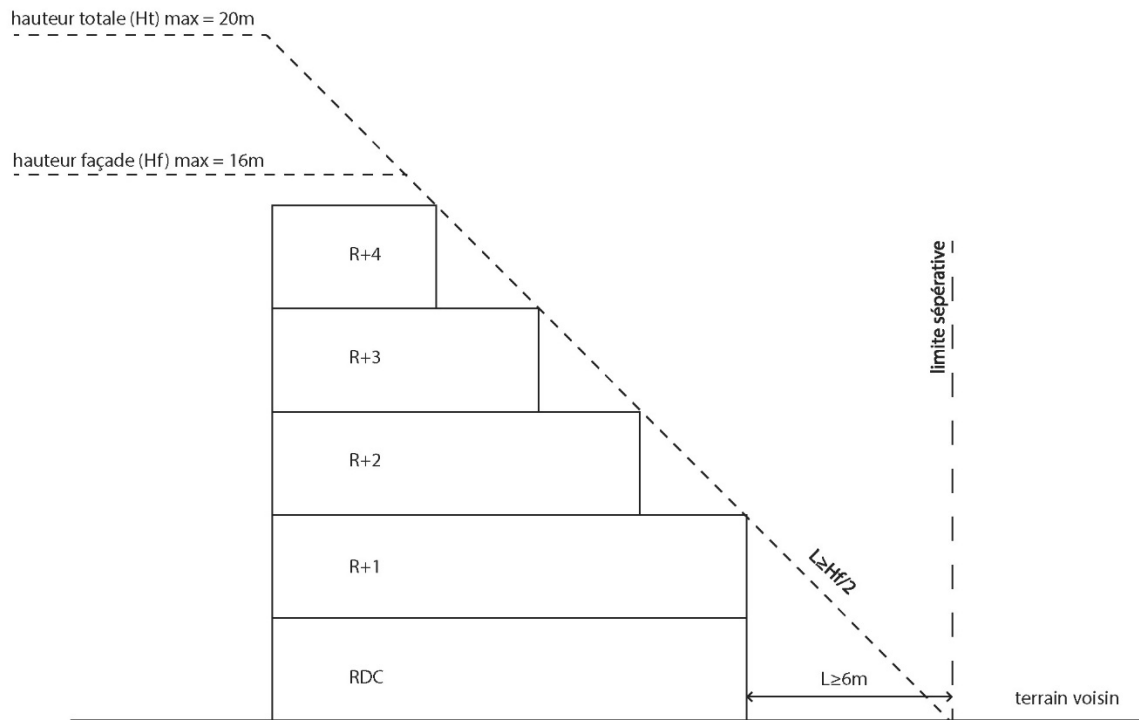 hauteur totale (Ht) max = 20m
hauteur façade (Hf) max = 16m
R+4
limite sépérative
R+3
R+2
R+1
L≥Hf/2
RDC
L≥6m
terrain voisin